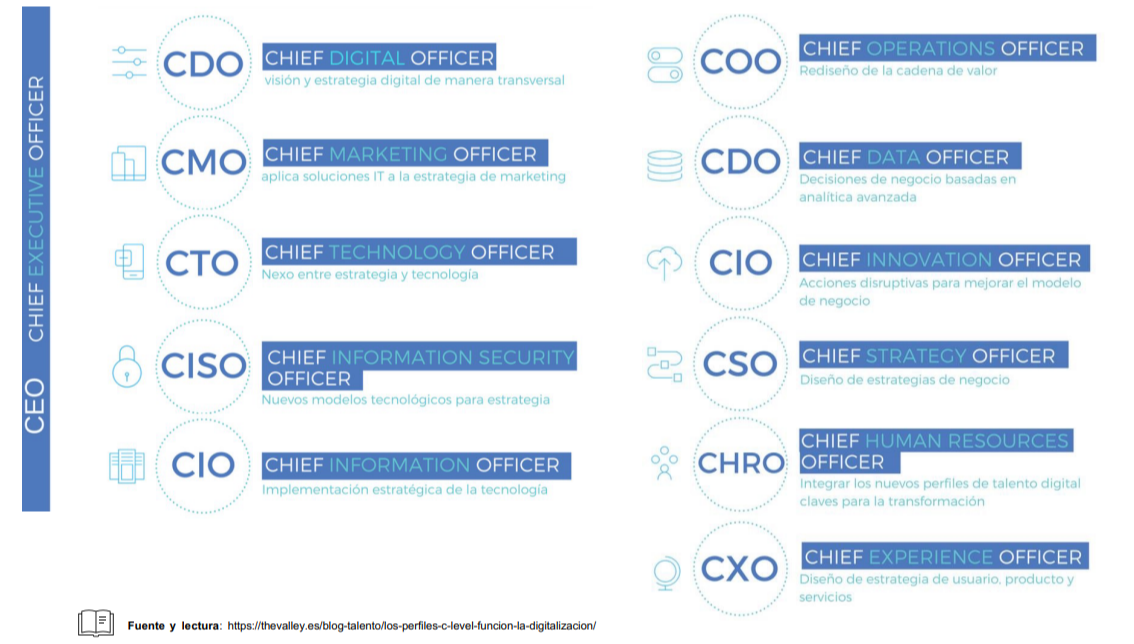 CEO CHIEF EXECUTIVE OFFICER
CDO
CHIEF DIGITAL OFFICER
visión y estrategia digital de manera transversal
CMO
CHIEF MARKETING OFFICER
aplica soluciones IT a la estrategia de marketing
CTO
CHIEF TECHNOLOGY OFFICER
Nexo entre estrategia y tecnología
CISO
CHIEF INFORMATION SECURITY
OFFICER
Nuevos modelos tecnológicos para estrategia
CIO
CHIEF INFORMATION OFFICER
Implementación estratégica de la tecnología
COO
CHIEF OPERATIONS OFFICER
Rediseño de la cadena de valor
CDO
CHIEF DATA OFFICER
Decisiones de negocio basadas en
analítica avanzada
CIO
CHIEF INNOVATION OFFICER
Acciones disruptivas para mejorar el modelo
de negocio
CSO
CHIEF STRATEGY OFFICER
Diseño de estrategias de negocio
CHRO
CHIEF HUMAN RESOURCES
OFFICER
Integrar los nuevos perfiles de talento digital
claves para la transformación
CXO
CHIEF EXPERIENCE OFFICER
Diseño de estrategia de usuario, producto y
servicios
Fuente y lectura: https://thevalley.es/blog-talento/los-perfiles-c-level-funcion-la-digitalizacion/